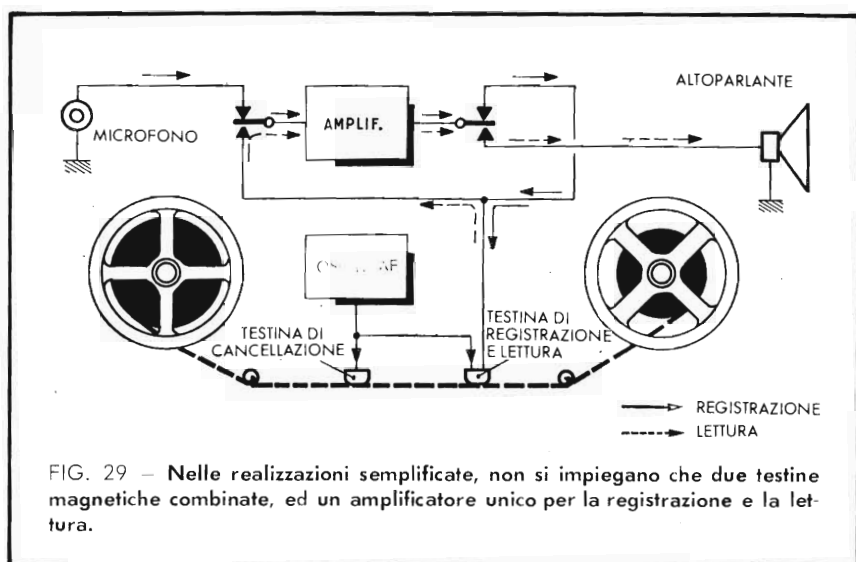 ALTOPARLANTE
MICROFONO
AMPLIF.
TESTINA DI
CANCELLAZIONE
TESTINA DI
REGISTRAZIONE
E LETTURA
REGISTRAZIONE
LETTURA
FIG. 29 — Nelle realizzazioni semplificate, non si impiegano che due testine
magnetiche combinate, ed un amplificatore unico per la registrazione e la let-
tura.